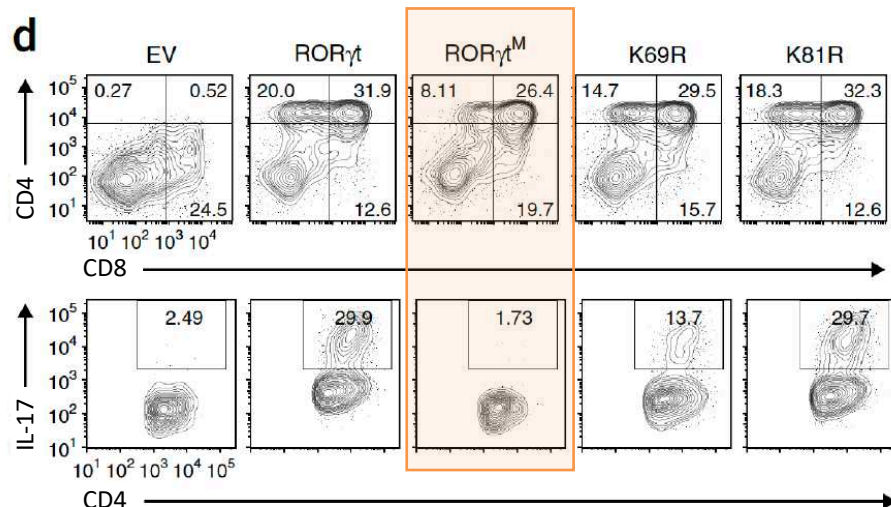 d
EV RORγt RORγt^M K69R K81R
10^5 0.27 0.52 20.0 31.9 8.11 26.4 14.7 29.5 18.3 32.3
10^4
10^3
10^2
10^1 24.5 12.6 19.7 15.7 12.6
CD4
10^1 10^2 10^3 10^4
CD8
10^5 2.49 29.9 1.73 13.7 29.7
10^4
10^3
10^2
10^1
IL-17
10^1 10^2 10^3 10^4 10^5
CD4